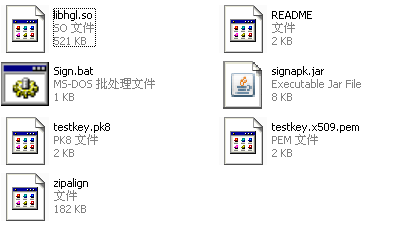 libhgl.so
SO 文件
521 KB
README
文件
2 KB
Sign.bat
MS-DOS 批处理文件
1 KB
signapk.jar
Executable Jar File
8 KB
testkey.pk8
PK8 文件
2 KB
testkey.x509.pem
PEM 文件
2 KB
zipalign
文件
182 KB